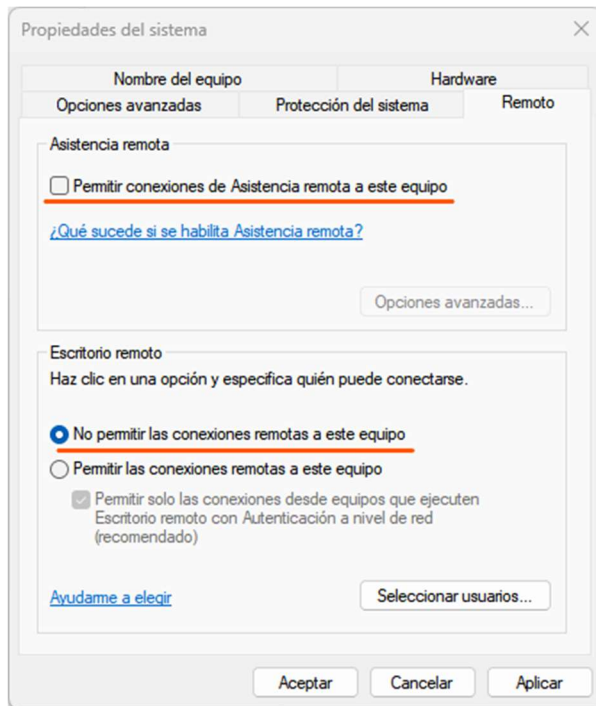 Propiedades del sistema
Nombre del equipo
Hardware
Opciones avanzadas
Protección del sistema
Remoto
Asistencia remota
Permitir conexiones de Asistencia remota a este equipo
¿Qué sucede si se habilita Asistencia remota?
Opciones avanzadas...
Escritorio remoto
Haz clic en una opción y especifica quién puede conectarse.
No permitir las conexiones remotas a este equipo
Permitir las conexiones remotas a este equipo
Permitir solo las conexiones desde equipos que ejecuten
Escritorio remoto con Autenticación a nivel de red
(recomendado)
Ayudarme a elegir
Seleccionar usuarios...
Aceptar
Cancelar
Aplicar